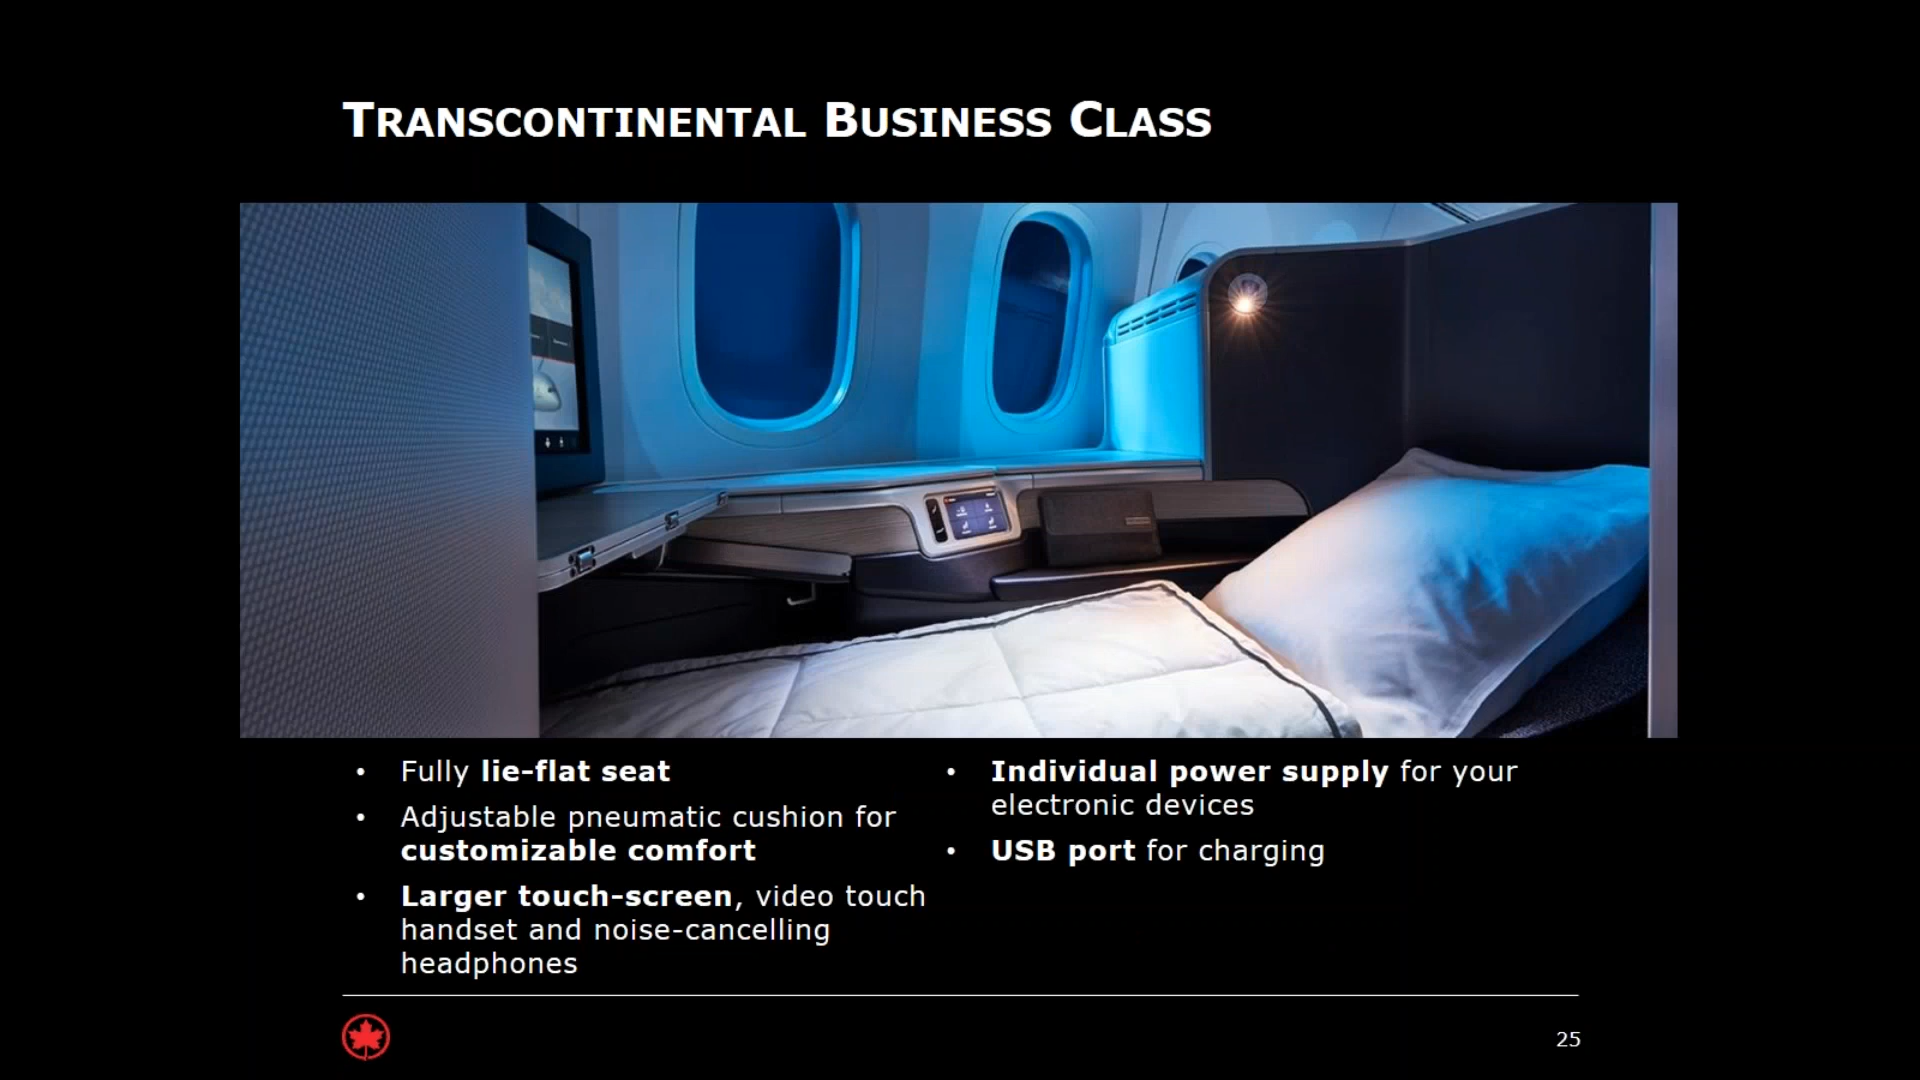 TRANSCONTINENTAL BUSINESS CLASS
• Fully lie-flat seat
• Adjustable pneumatic cushion for
customizable comfort
• Larger touch-screen, video touch
handset and noise-cancelling
headphones
• Individual power supply for your
electronic devices
• USB port for charging
25